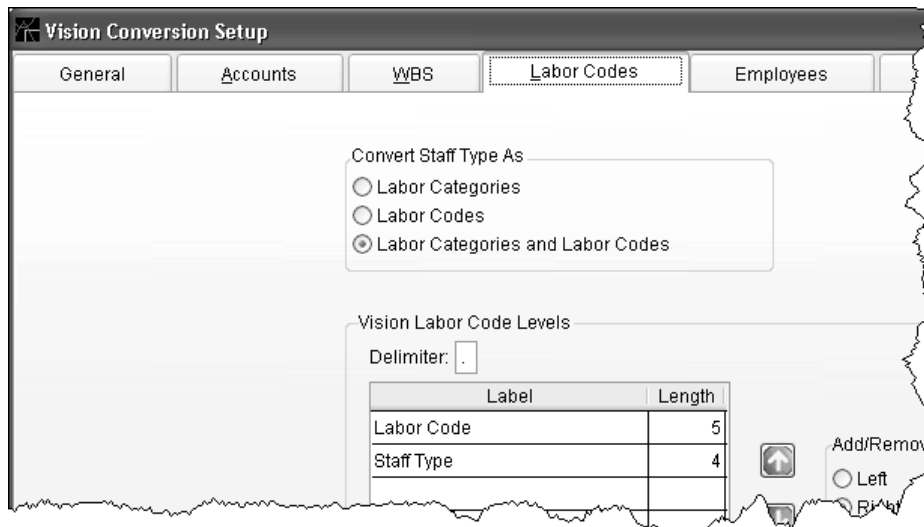 Vision Conversion Setup
General Accounts WBS Labor Codes Employees
Convert Staff Type As
Labor Categories
Labor Codes
Labor Categories and Labor Codes
Vision Labor Code Levels
Delimiter: .
Label Length
Labor Code 5
Staff Type 4
Add/Remov
Left
Right